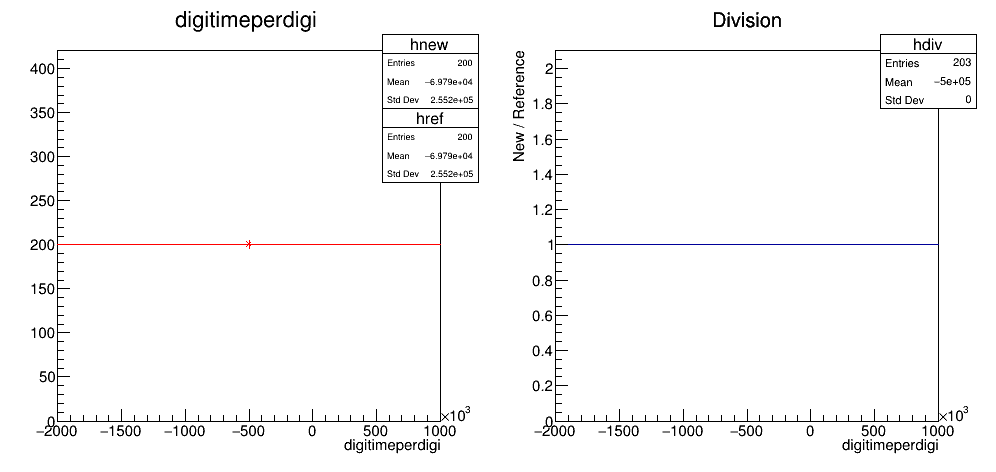 digitimeperdigi
hnew
Entries 200
Mean −6.979e+04
Std Dev 2.552e+05
href
Entries 200
Mean −6.979e+04
Std Dev 2.552e+05
400
350
300
250
200
150
100
50
0
−2000 −1500 −1000 −500 0 500 1000
×10³
digitimeperdigi
Division
hdiv
Entries 203
Mean −5e+05
Std Dev 0
New / Reference
2
1.8
1.6
1.4
1.2
1
0.8
0.6
0.4
0.2
0
−2000 −1500 −1000 −500 0 500 1000
×10³
digitimeperdigi